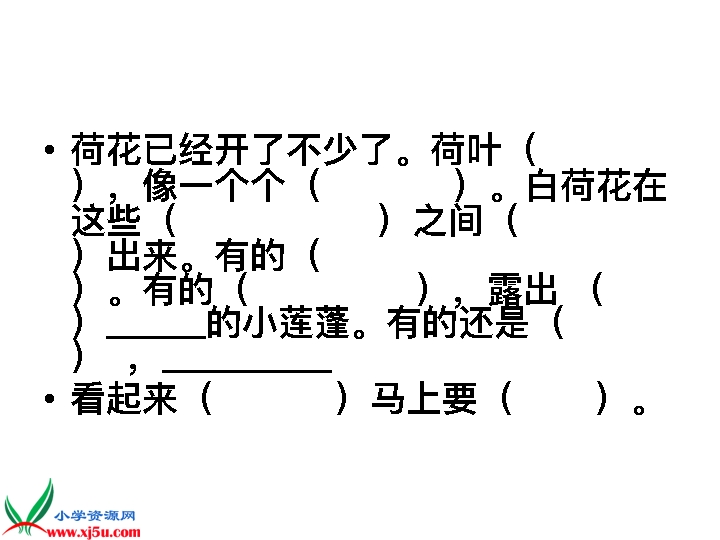 • 荷花已经开了不少了。荷叶（
），像一个个（ ）。白荷花在
这些（ ）之间（
）出来。有的（
）。有的（ ），露出 （
）______的小莲蓬。有的还是（
） ，__________
• 看起来（ ）马上要（ ）。
小学资源网
www.xj5u.com